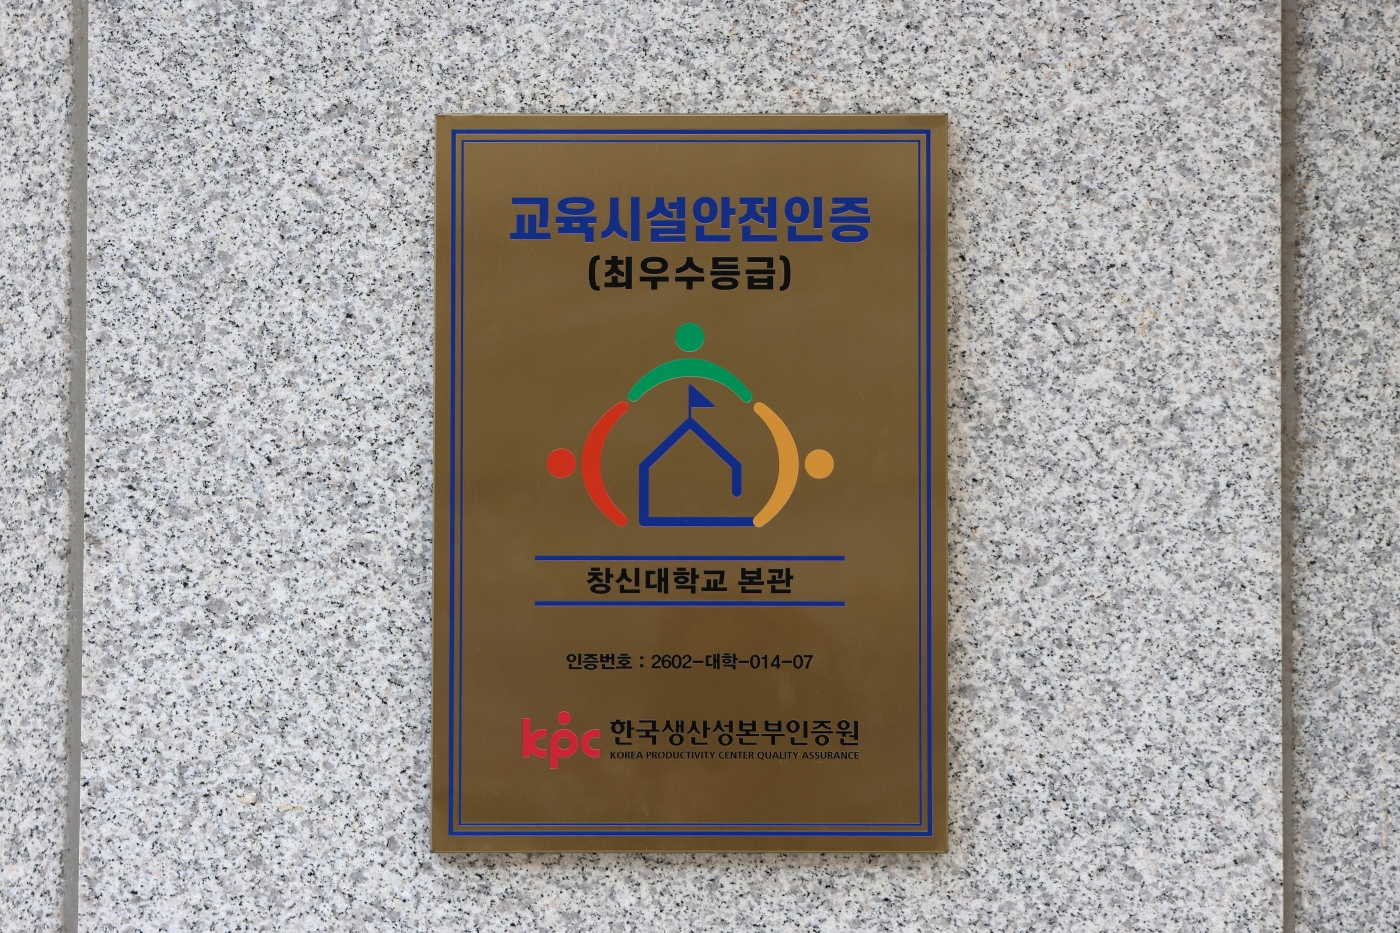 교육시설안전인증
(최우수등급)
창신대학교 본관
인증번호 : 2602-대학-014-07
kpc 한국생산성본부인증원
KOREA PRODUCTIVITY CENTER QUALITY ASSURANCE